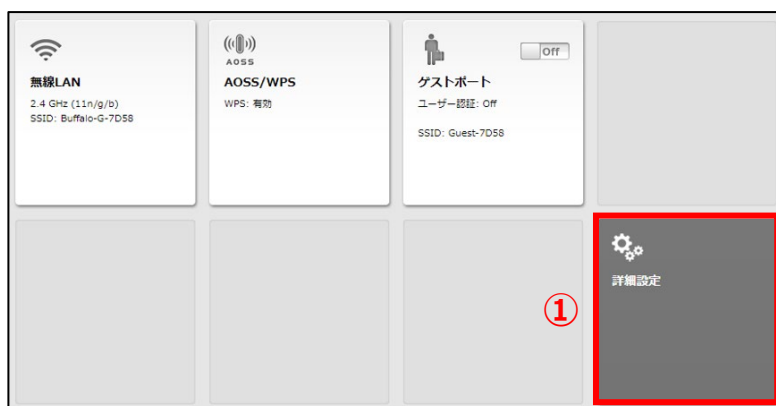 無線LAN
2.4 GHz (11n/g/b)
SSID: Buffalo-G-7D58
AOSS
AOSS/WPS
WPS: 有効
Off
ゲストポート
ユーザー認証: Off
SSID: Guest-7D58
①
詳細設定